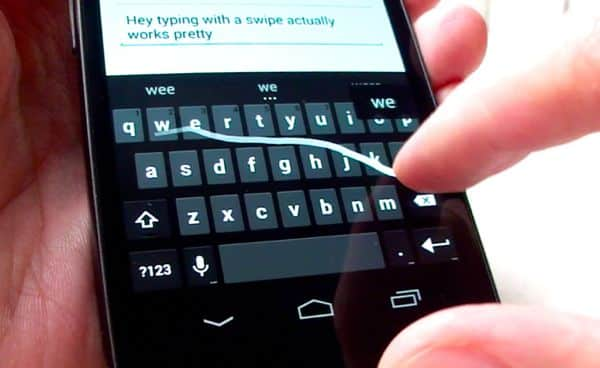 Hey typing with a swipe actually
works pretty
wee we
we
q w e r t y u i o p
a s d f g h j k
z x c v b n m
?123 .